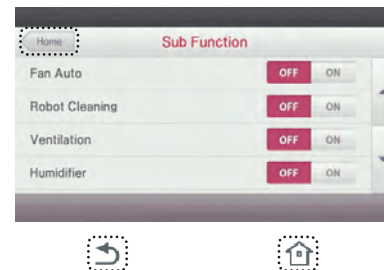 Home Sub Function
Fan Auto OFF ON
Robot Cleaning OFF ON
Ventilation OFF ON
Humidifier OFF ON